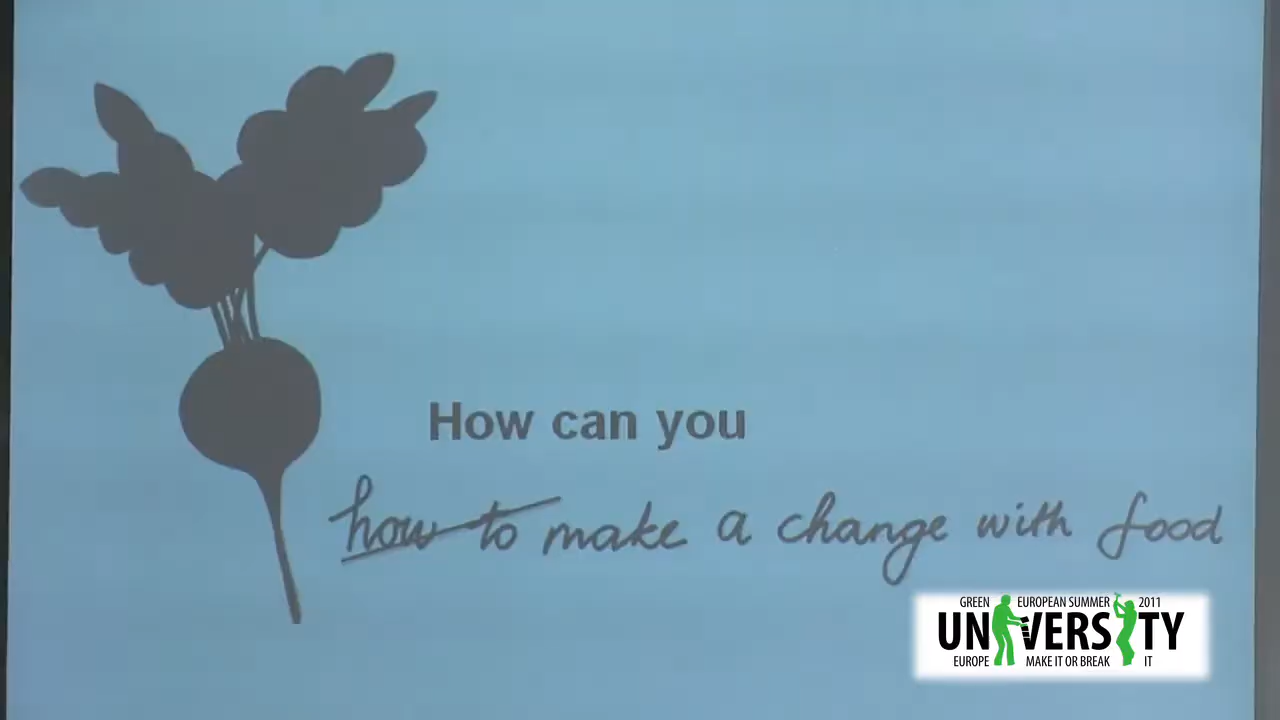 How can you
how to make a change with food
GREEN EUROPEAN SUMMER 2011
UNIVERSITY
EUROPE MAKE IT OR BREAK IT